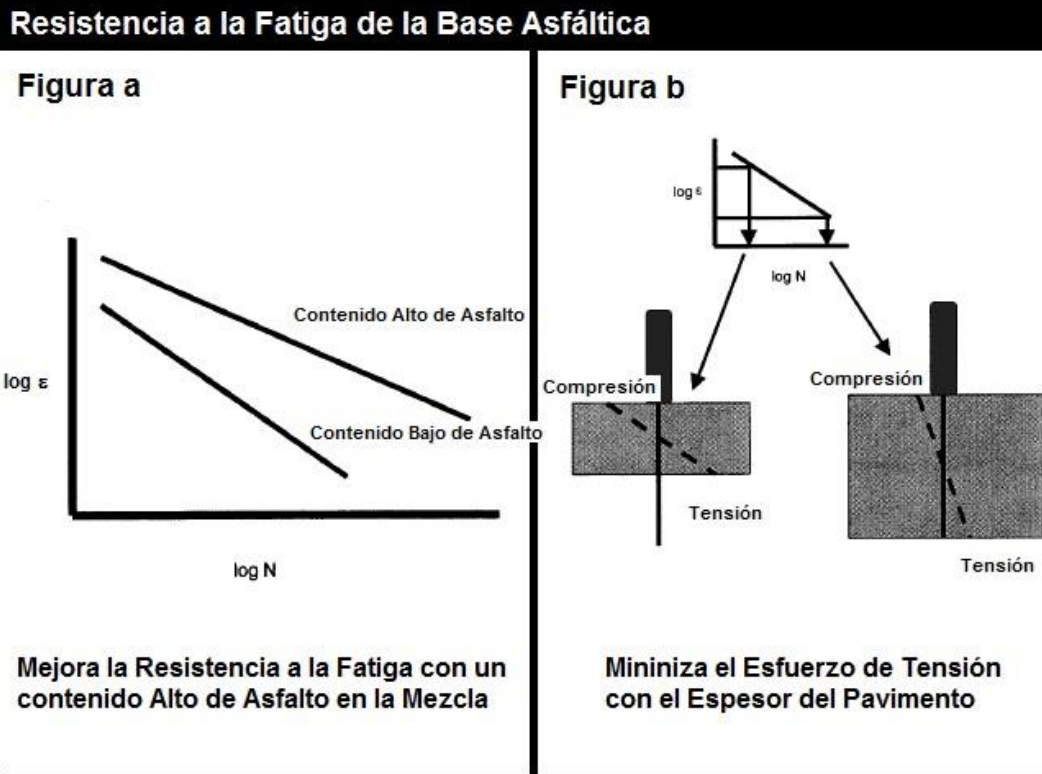 Resistencia a la Fatiga de la Base Asfáltica
Figura a
log ε
Contenido Alto de Asfalto
Contenido Bajo de Asfalto
log N
Mejora la Resistencia a la Fatiga con un
contenido Alto de Asfalto en la Mezcla
Figura b
log ε
log N
Compresión
Tensión
Compresión
Tensión
Mininiza el Esfuerzo de Tensión
con el Espesor del Pavimento